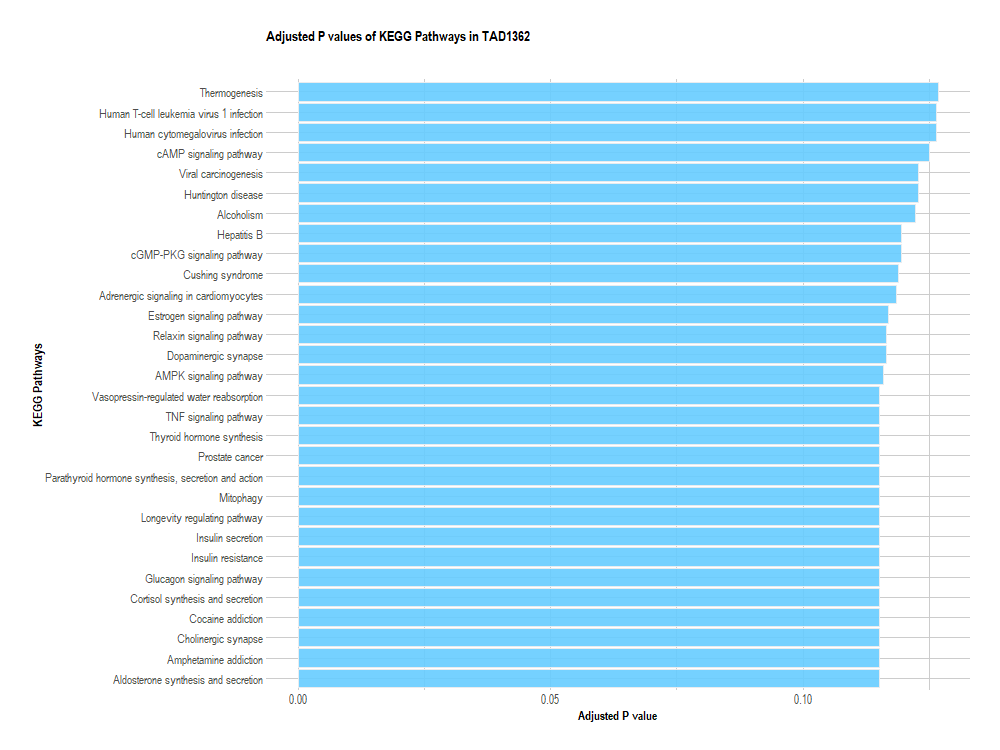 Adjusted P values of KEGG Pathways in TAD1362
KEGG Pathways
Thermogenesis
Human T-cell leukemia virus 1 infection
Human cytomegalovirus infection
cAMP signaling pathway
Viral carcinogenesis
Huntington disease
Alcoholism
Hepatitis B
cGMP-PKG signaling pathway
Cushing syndrome
Adrenergic signaling in cardiomyocytes
Estrogen signaling pathway
Relaxin signaling pathway
Dopaminergic synapse
AMPK signaling pathway
Vasopressin-regulated water reabsorption
TNF signaling pathway
Thyroid hormone synthesis
Prostate cancer
Parathyroid hormone synthesis, secretion and action
Mitophagy
Longevity regulating pathway
Insulin secretion
Insulin resistance
Glucagon signaling pathway
Cortisol synthesis and secretion
Cocaine addiction
Cholinergic synapse
Amphetamine addiction
Aldosterone synthesis and secretion
0.00 0.05 0.10
Adjusted P value